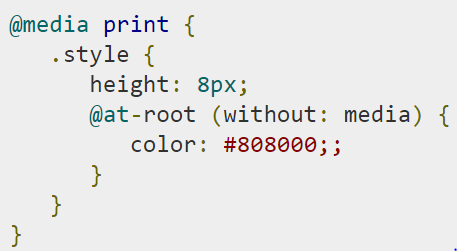 @media print {
   .style {
      height: 8px;
      @at-root (without: media) {
         color: #808000;;
      }
   }
}